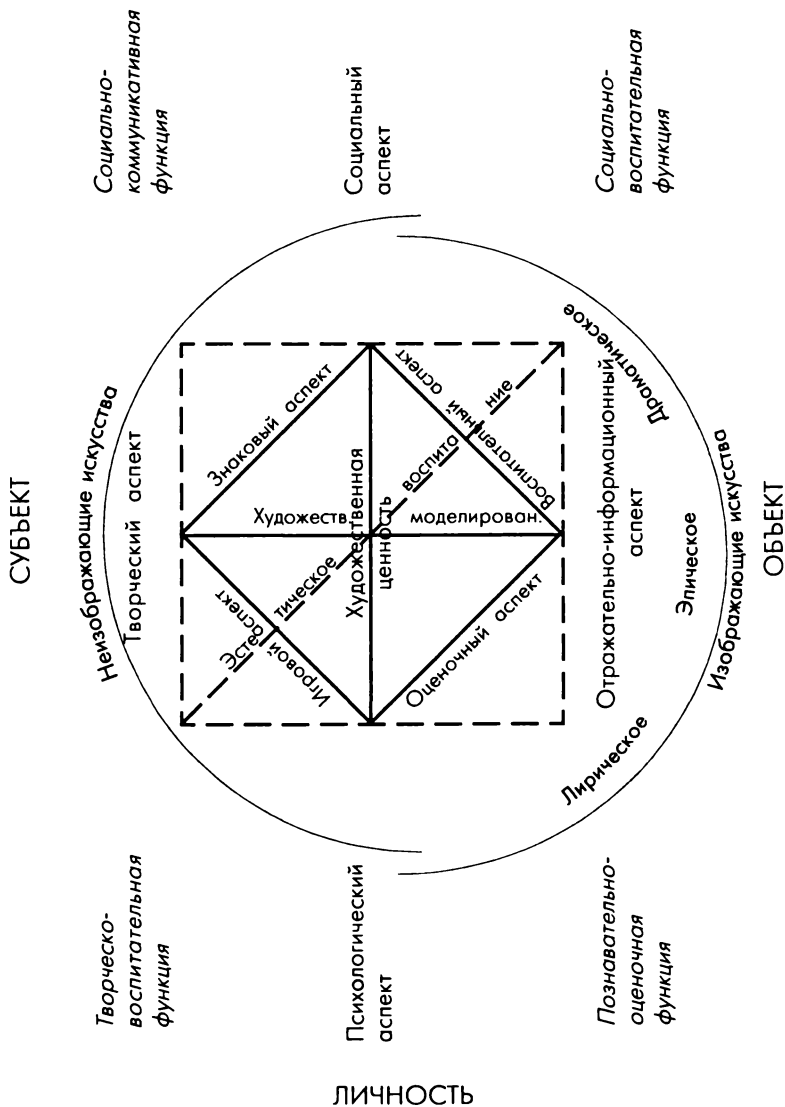 СУБЪЕКТ
Творческо-
воспитательная
функция
Социально-
коммуникативная
функция
Неизображающие искусства
Творческий аспект
Игровой аспект
Знаковый аспект
Эстетическое воспитание
Художеств. моделирован.
Психологический
аспект
Художественная
ценность
Социальный
аспект
Оценочный аспект
Воспитательный аспект
ЛИЧНОСТЬ
Познавательно-
оценочная
функция
Отражательно-информационный
аспект
Социально-
воспитательная
функция
Лирическое
Эпическое
Драматическое
Изображающие искусства
ОБЪЕКТ